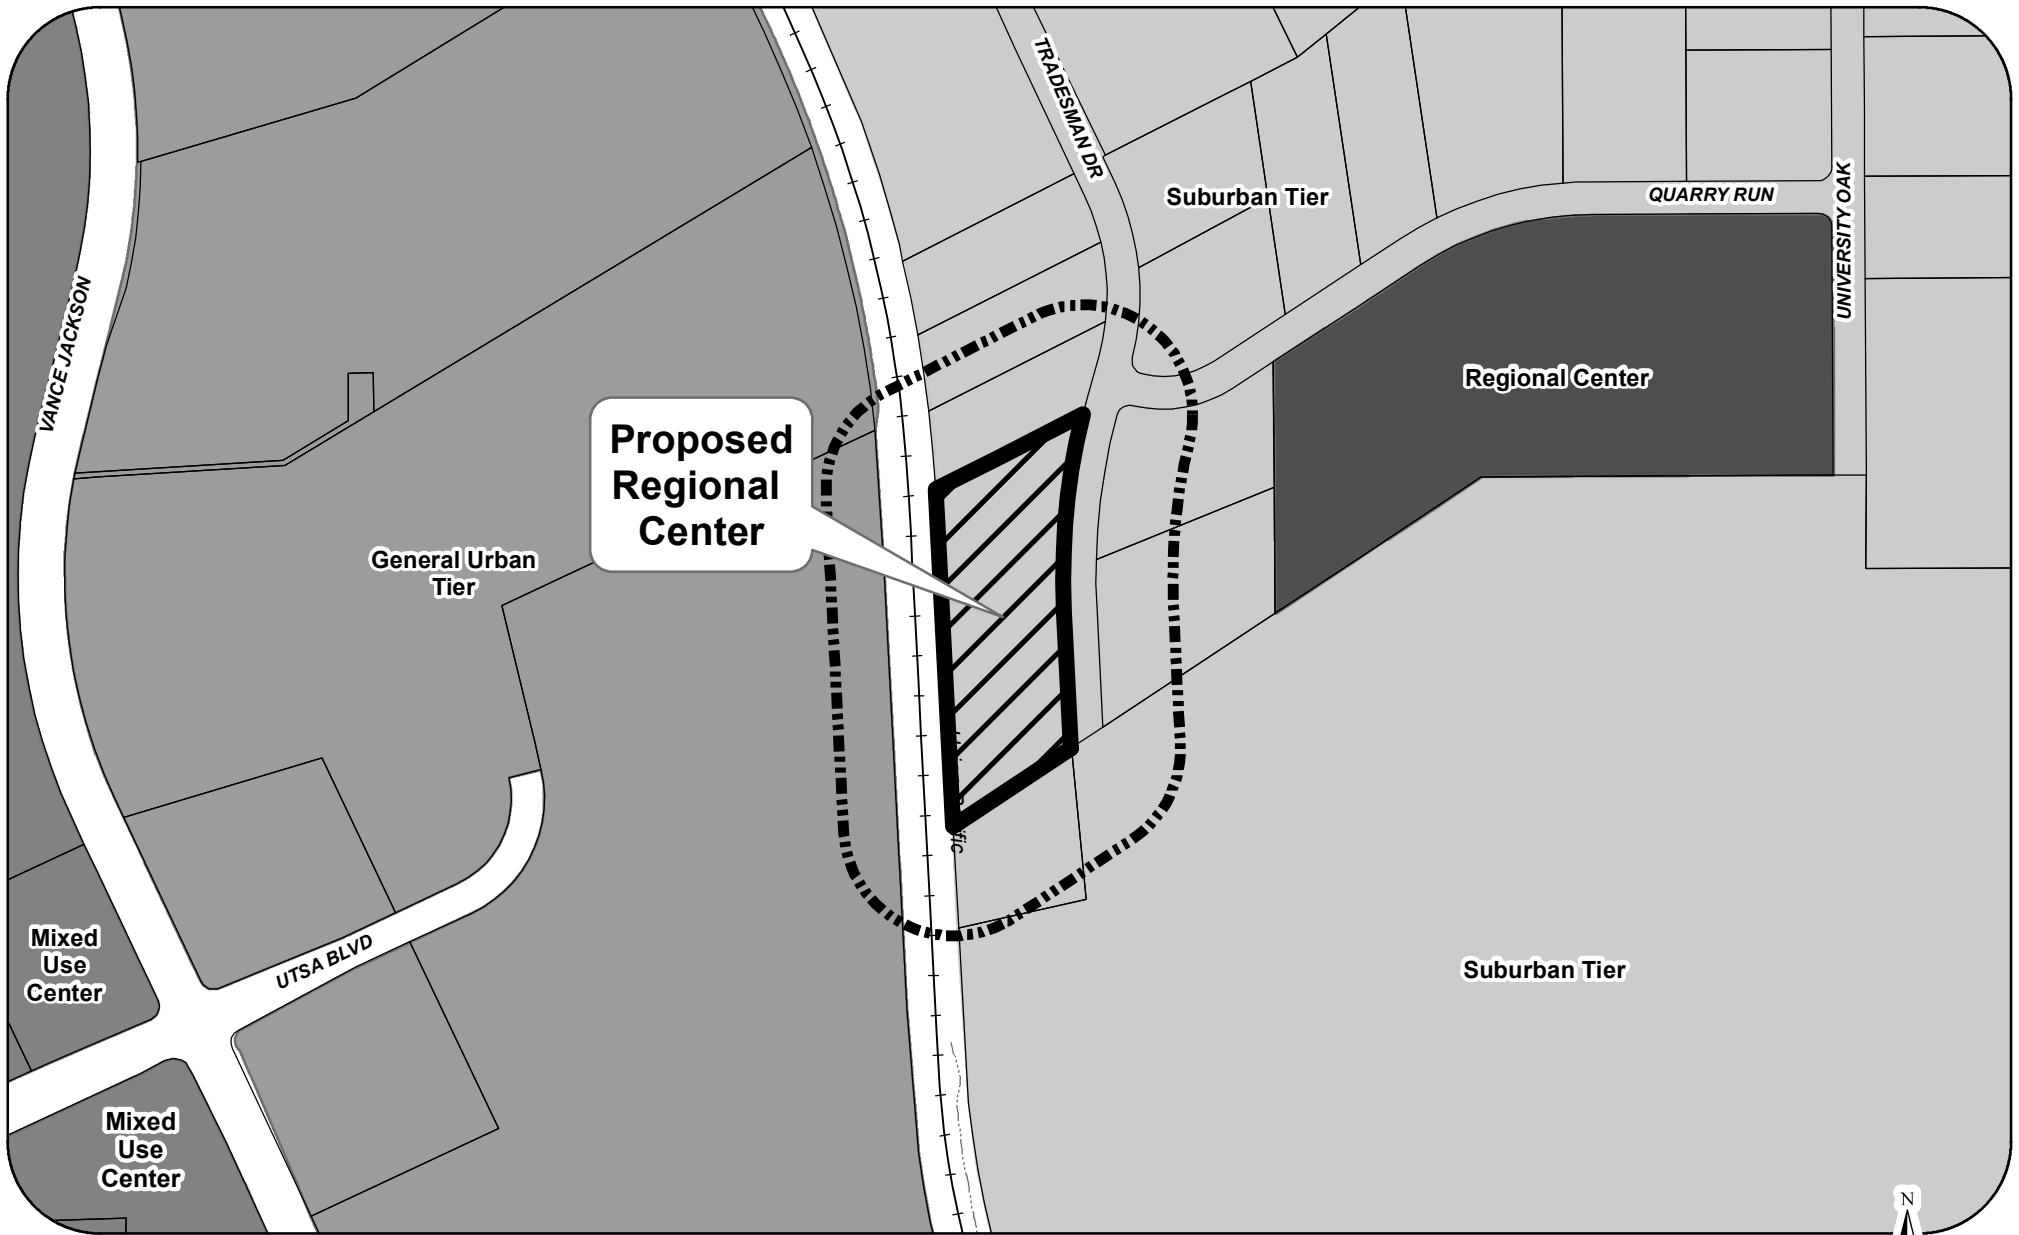 TRADESMAN DR
Suburban Tier
QUARRY RUN
UNIVERSITY OAK
VANCE JACKSON
Regional Center
Proposed
Regional
Center
General Urban
Tier
Mixed
Use
Center
UTSA BLVD
Suburban Tier
Mixed
Use
Center
N